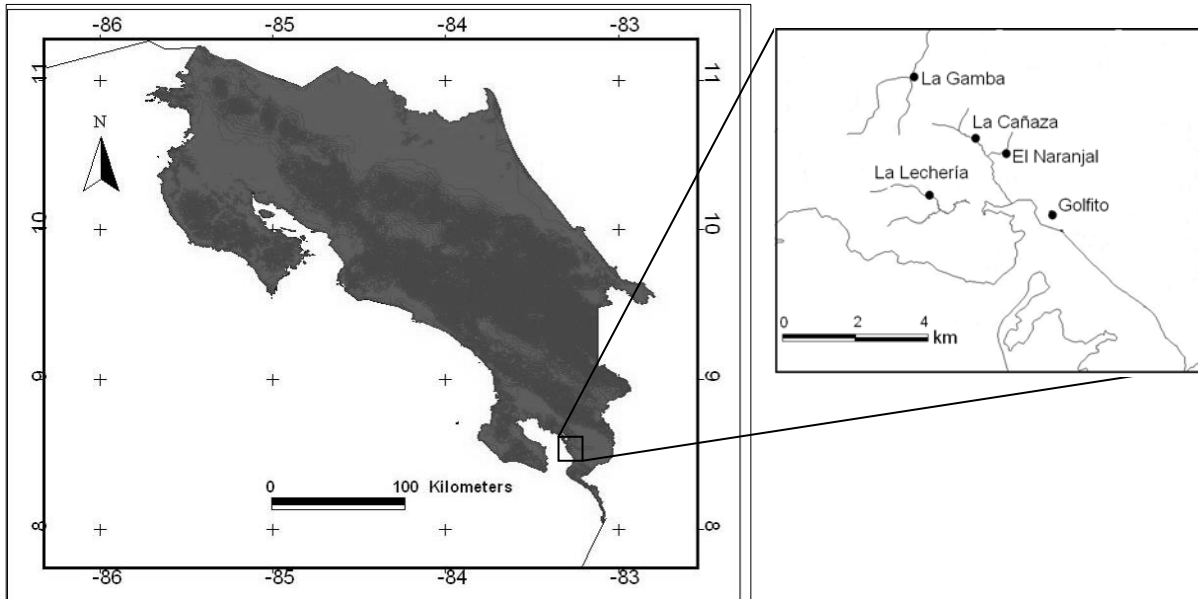 -86 -85 -84 -83
11 11
N
10 10
9 9
0 100 Kilometers
8 8
-86 -85 -84 -83
La Gamba
La Cañaza
El Naranjal
La Lechería
Golfito
0 2 4
km